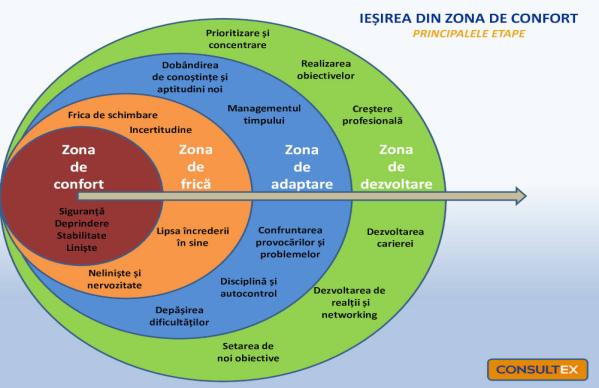 IEȘIREA DIN ZONA DE CONFORT
PRINCIPALELE ETAPE
Zona
de
confort
Siguranță
Deprindere
Stabilitate
Liniște
Frica de schimbare
Incertitudine
Zona
de
frică
Lipsa încrederii
în sine
Neliniște și
nervozitate
Dobândirea
de conoștințe și
aptitudini noi
Managementul
timpului
Zona
de
adaptare
Confruntarea
provocărilor și
problemelor
Disciplină și
autocontrol
Depășirea
dificultăților
Prioritizare și
concentrare
Realizarea
obiectivelor
Creștere
profesională
Zona
de
dezvoltare
Dezvoltarea
carierei
Dezvoltarea de
realții și
networking
Setarea de
noi obiective
CONSULTEX